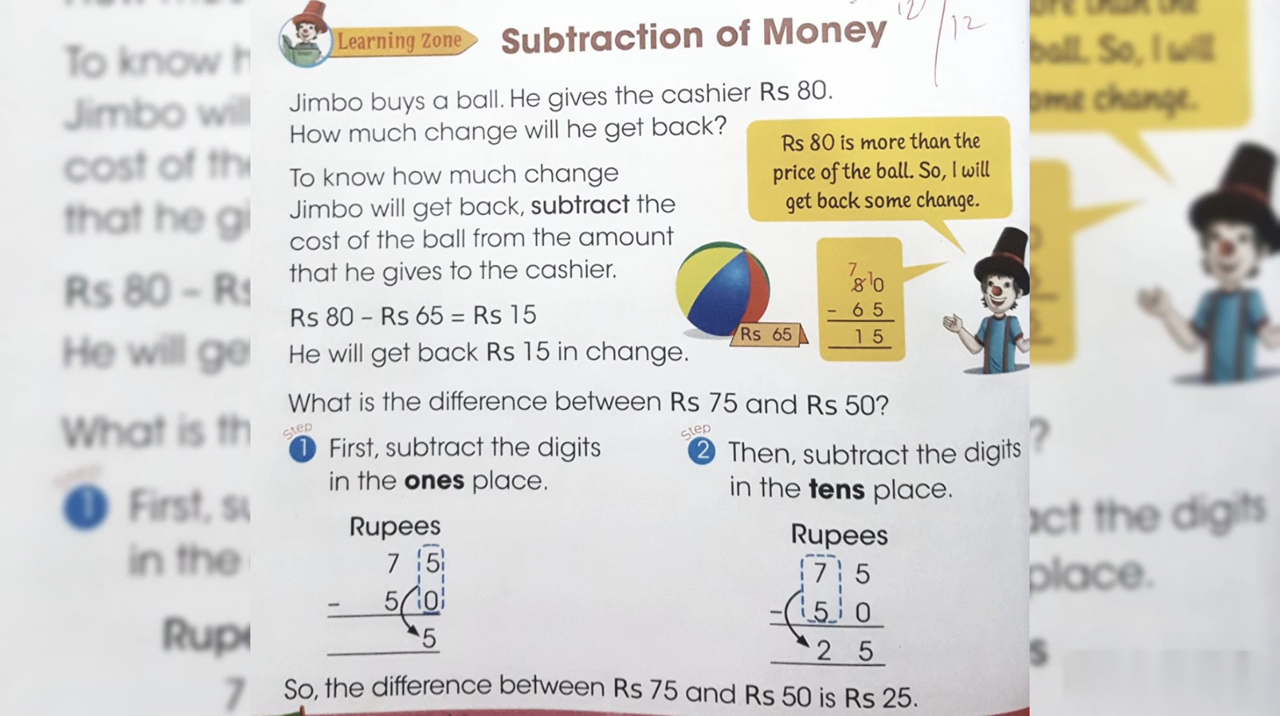 Learning Zone
Subtraction of Money
12/12
Jimbo buys a ball. He gives the cashier Rs 80.
How much change will he get back?
Rs 80 is more than the
price of the ball. So, I will
get back some change.
To know how much change
Jimbo will get back, subtract the
cost of the ball from the amount
that he gives to the cashier.
Rs 80 – Rs 65 = Rs 15
He will get back Rs 15 in change.
Rs 65
7
8 10
- 6 5
1 5
What is the difference between Rs 75 and Rs 50?
Step
1 First, subtract the digits
in the ones place.
Rupees
7 5
- 5 0
5
Step
2 Then, subtract the digits
in the tens place.
Rupees
7 5
- 5 0
2 5
So, the difference between Rs 75 and Rs 50 is Rs 25.